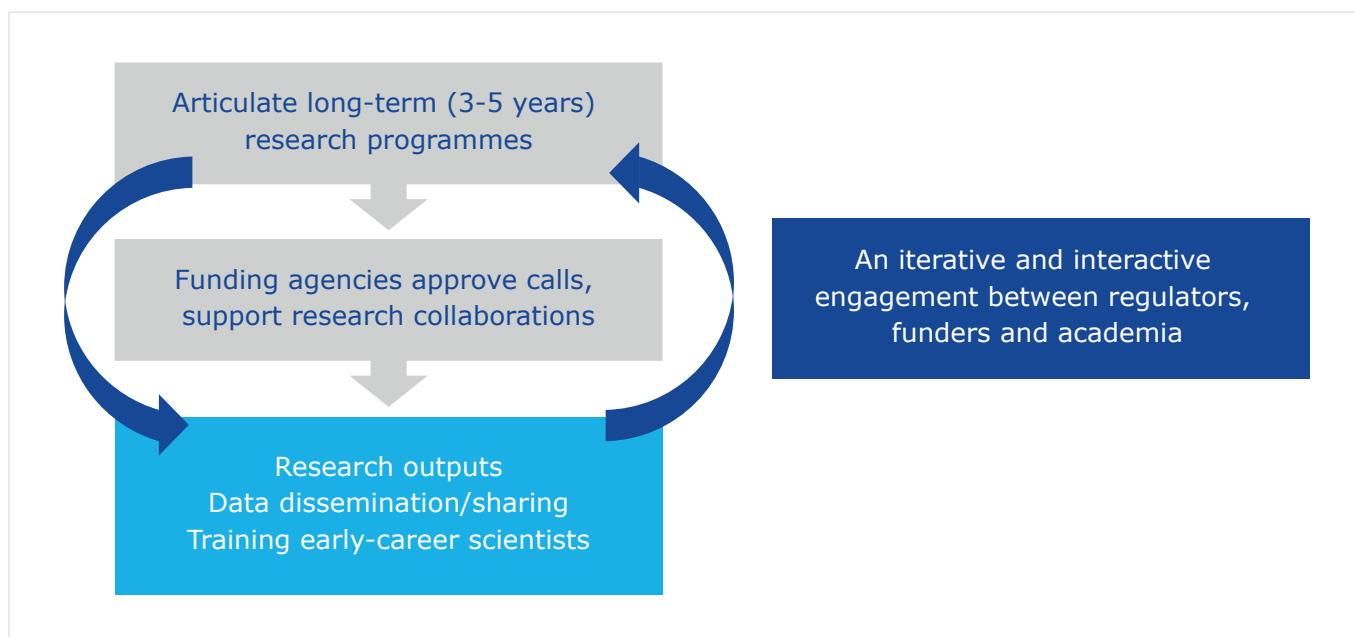 Articulate long-term (3-5 years)
research programmes
Funding agencies approve calls,
support research collaborations
Research outputs
Data dissemination/sharing
Training early-career scientists
An iterative and interactive
engagement between regulators,
funders and academia